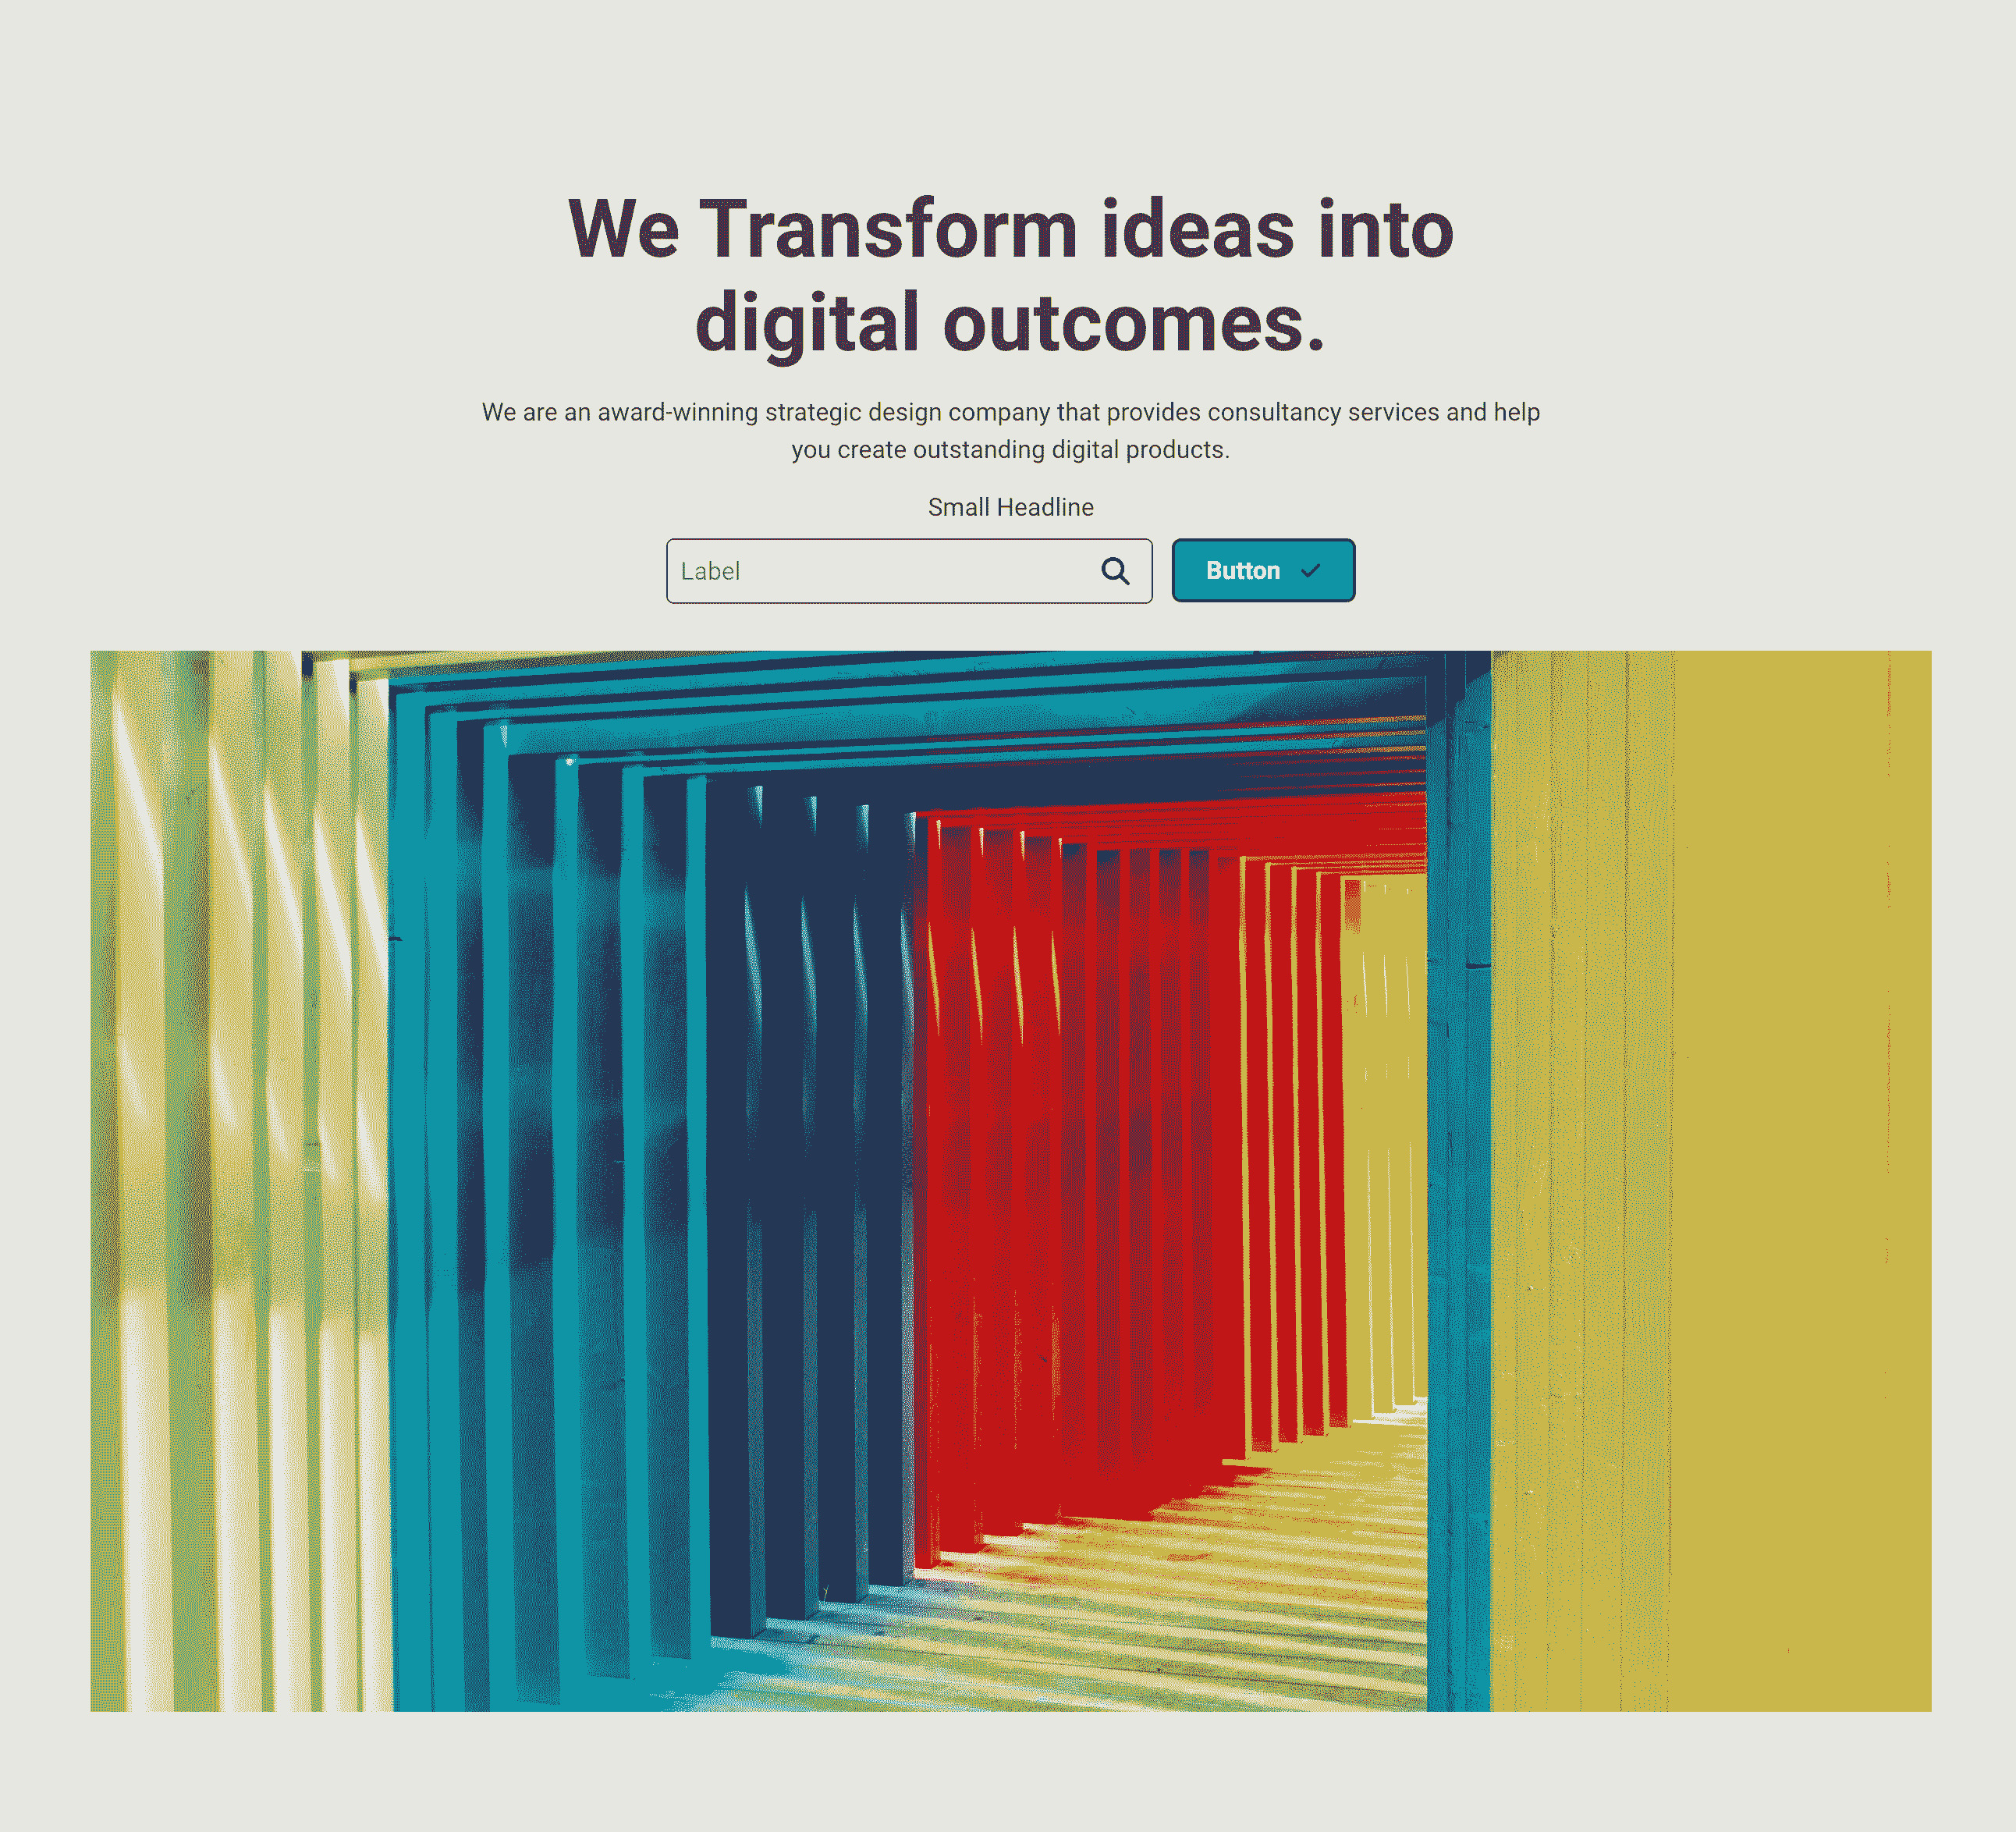 We Transform ideas into
digital outcomes.
We are an award-winning strategic design company that provides consultancy services and help
you create outstanding digital products.
Small Headline
Label
Button